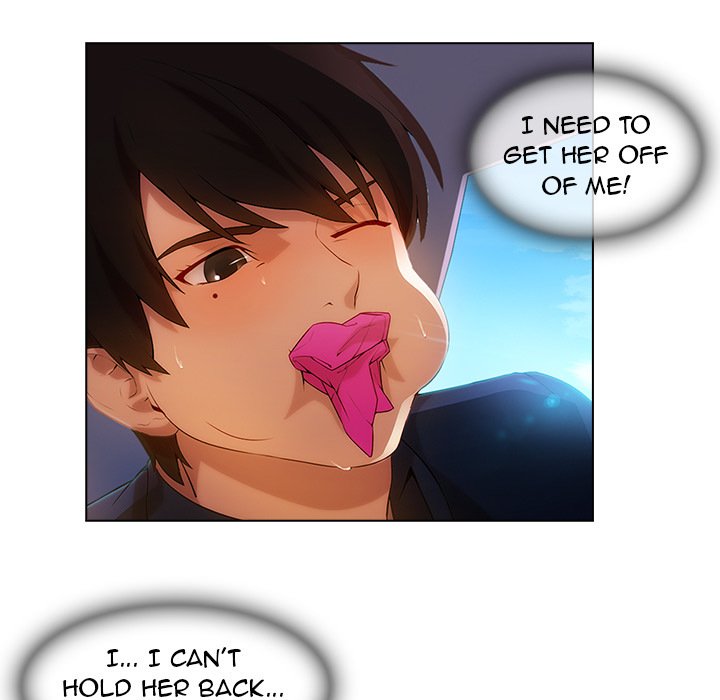 I NEED TO
GET HER OFF
OF ME!
I... I CAN'T
HOLD HER BACK...